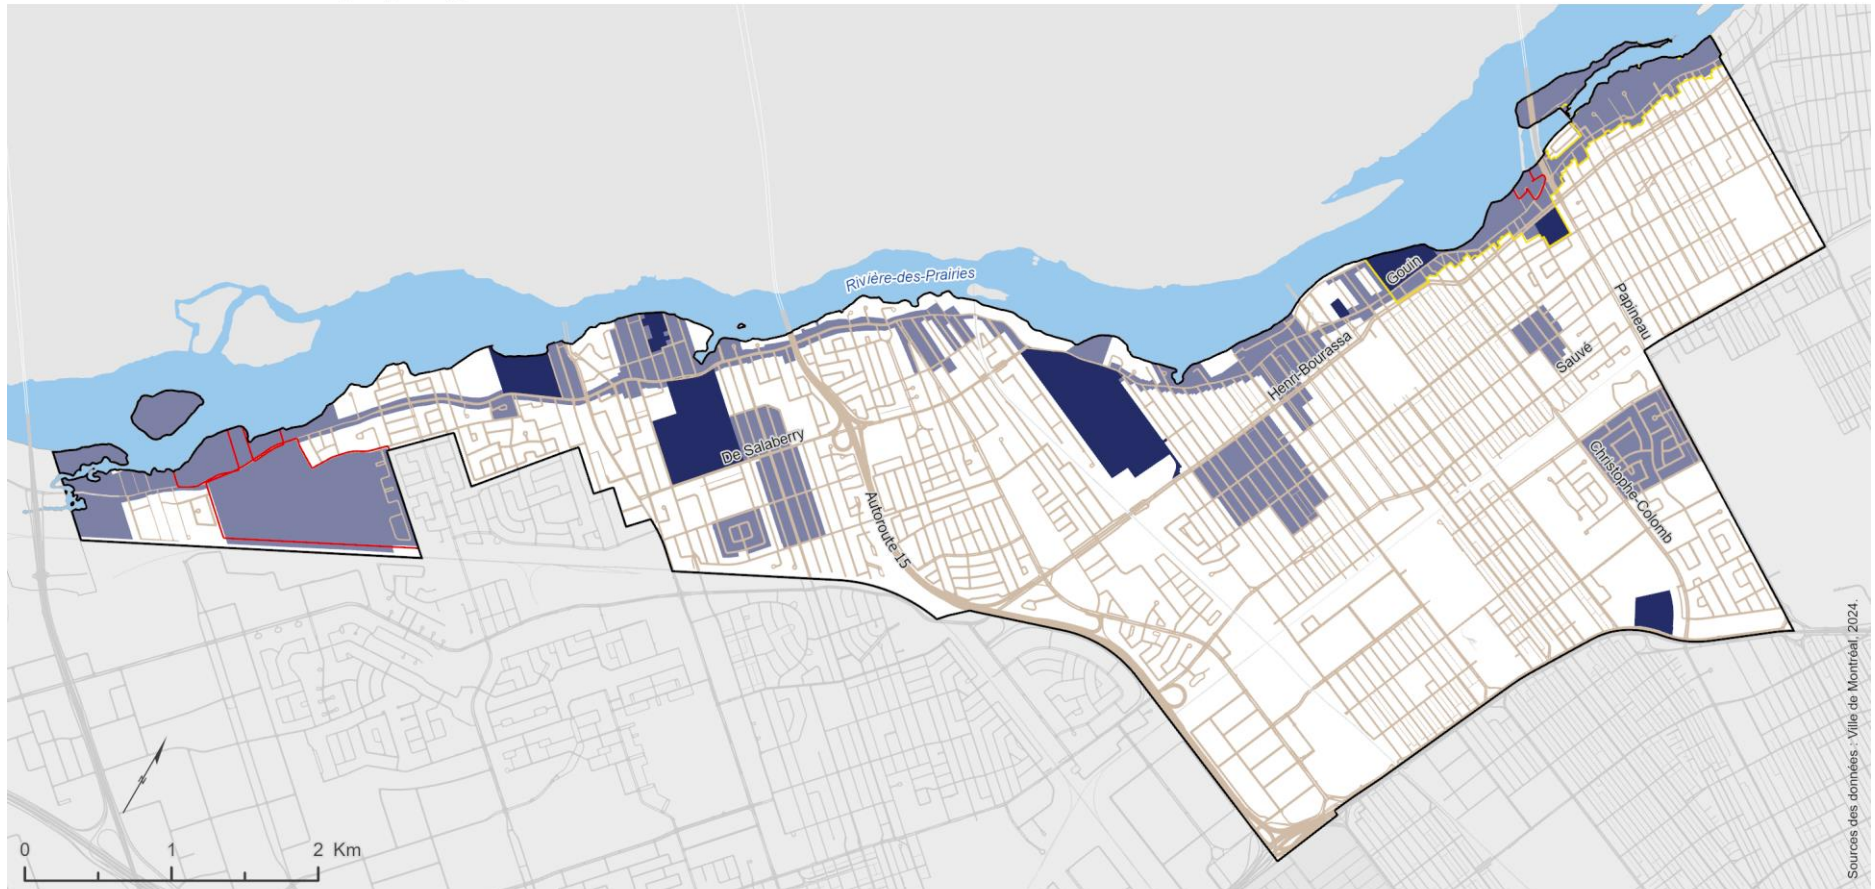 Rivière-des-Prairies
Gouin
Papineau
Henri-Bourassa
Sauvé
De Salaberry
Christophe-Colomb
Autoroute 15
N
0 1 2 Km
Sources des données : Ville de Montréal, 2024.